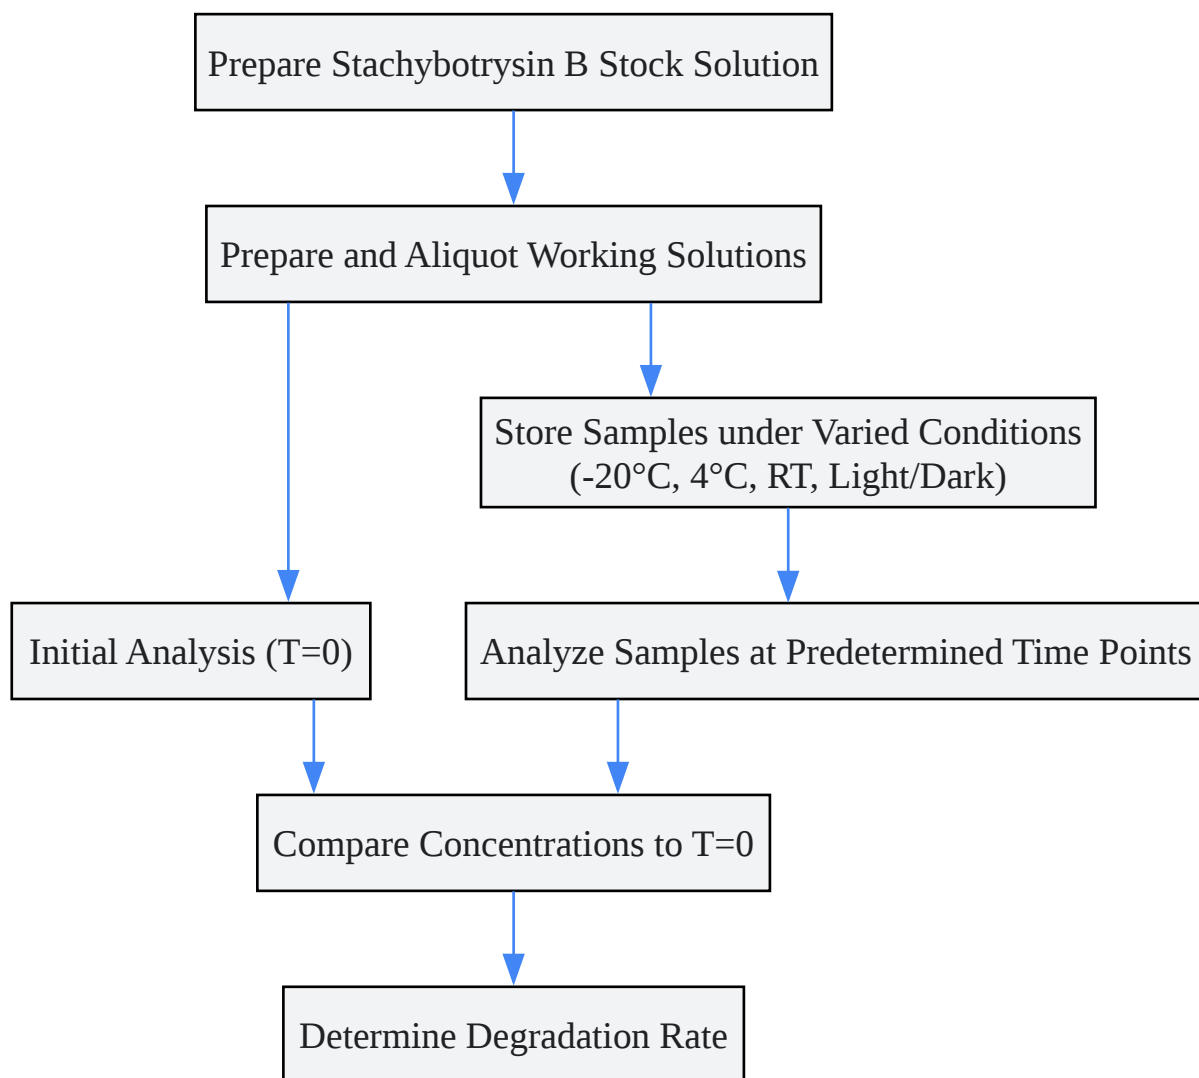 Prepare Stachybotrysin B Stock Solution
Prepare and Aliquot Working Solutions
Store Samples under Varied Conditions
(-20°C, 4°C, RT, Light/Dark)
Initial Analysis (T=0)
Analyze Samples at Predetermined Time Points
Compare Concentrations to T=0
Determine Degradation Rate